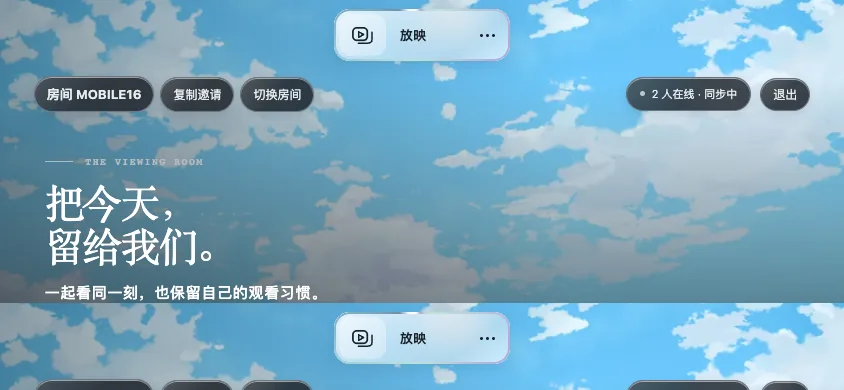 放映
房间 MOBILE16 复制邀请 切换房间 2 人在线 · 同步中 退出
THE VIEWING ROOM
把今天，
留给我们。
一起看同一刻，也保留自己的观看习惯。
放映